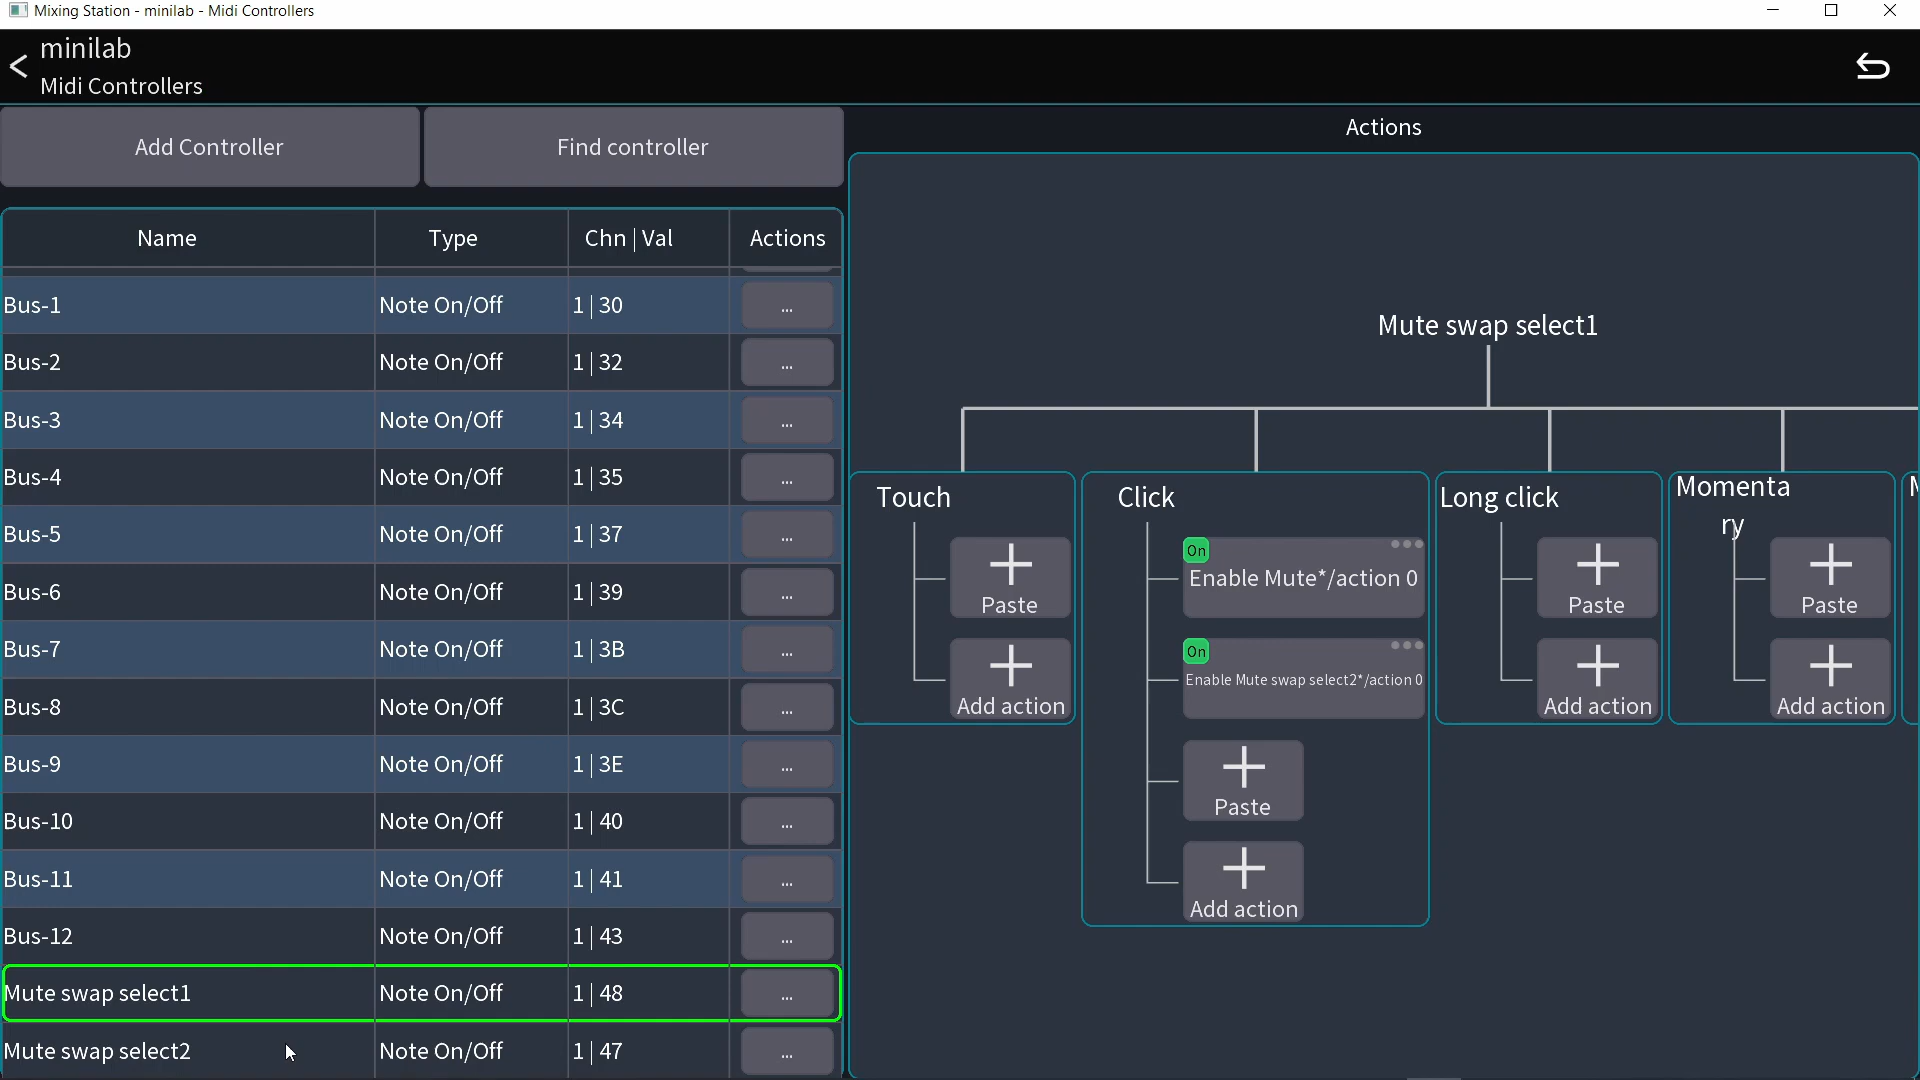 Mixing Station - minilab - Midi Controllers
minilab
Midi Controllers
Add Controller
Find controller
Name Type Chn | Val Actions
Bus-1 Note On/Off 1 | 30 ...
Bus-2 Note On/Off 1 | 32 ...
Bus-3 Note On/Off 1 | 34 ...
Bus-4 Note On/Off 1 | 35 ...
Bus-5 Note On/Off 1 | 37 ...
Bus-6 Note On/Off 1 | 39 ...
Bus-7 Note On/Off 1 | 3B ...
Bus-8 Note On/Off 1 | 3C ...
Bus-9 Note On/Off 1 | 3E ...
Bus-10 Note On/Off 1 | 40 ...
Bus-11 Note On/Off 1 | 41 ...
Bus-12 Note On/Off 1 | 43 ...
Mute swap select1 Note On/Off 1 | 48 ...
Mute swap select2 Note On/Off 1 | 47 ...
Actions
Mute swap select1
Touch
Paste
Add action
Click
On
Enable Mute*/action 0
On
Enable Mute swap select2*/action 0
Paste
Add action
Long click
Paste
Add action
Momenta
ry
Paste
Add action